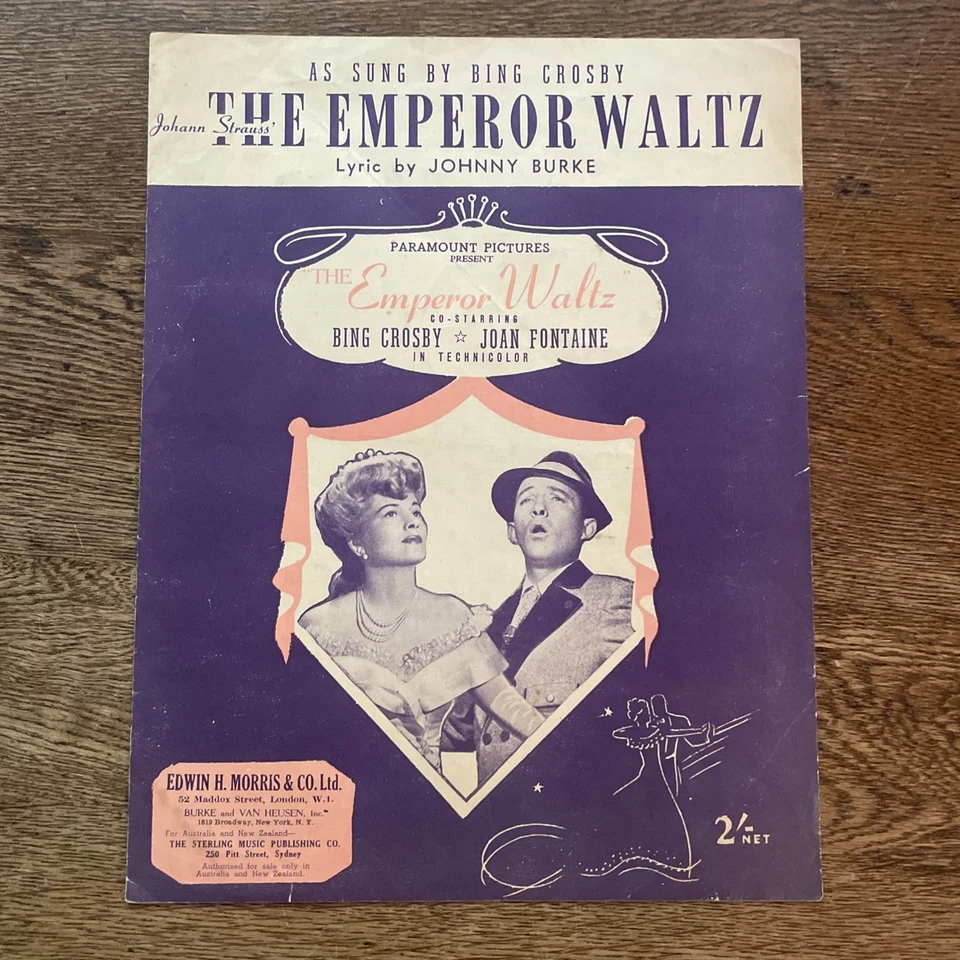 AS SUNG BY BING CROSBY
Johann Strauss'
THE EMPEROR WALTZ
Lyric by JOHNNY BURKE
PARAMOUNT PICTURES
PRESENT
"THE Emperor Waltz"
CO-STARRING
BING CROSBY ☆ JOAN FONTAINE
IN TECHNICOLOR
EDWIN H. MORRIS & CO. Ltd.
52 Maddox Street, London, W.1.
BURKE and VAN HEUSEN, Inc.
1619 Broadway, New York, N. Y.
For Australia and New Zealand—
THE STERLING MUSIC PUBLISHING CO.
250 Pitt Street, Sydney
Authorised for sale only in
Australia and New Zealand.
2/- NET